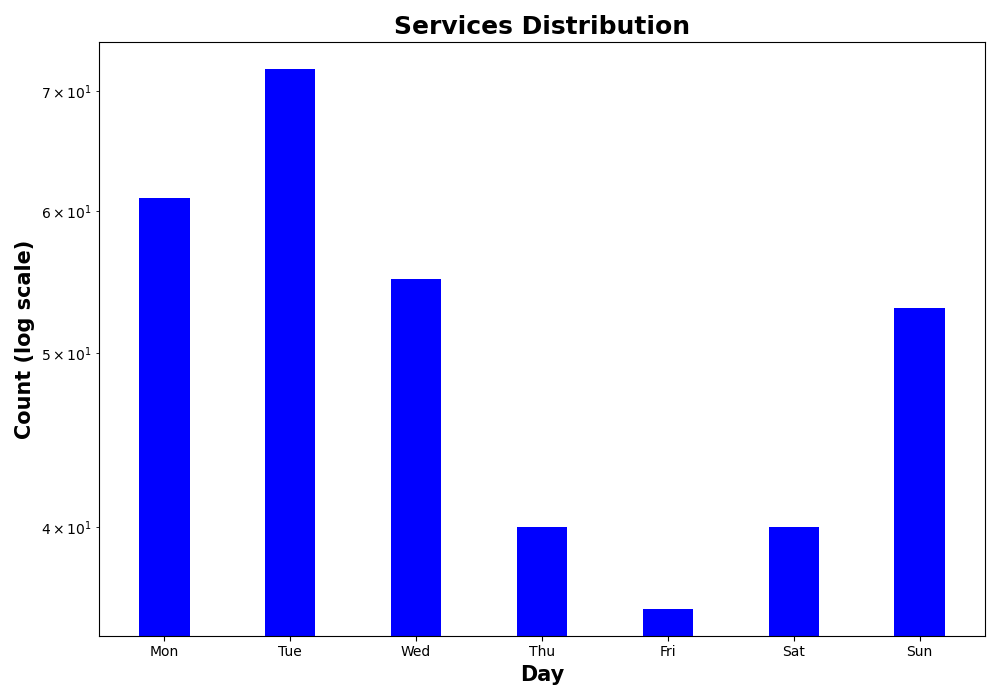 Services Distribution
Count (log scale)
7 × 10¹
6 × 10¹
5 × 10¹
4 × 10¹
Mon Tue Wed Thu Fri Sat Sun
Day